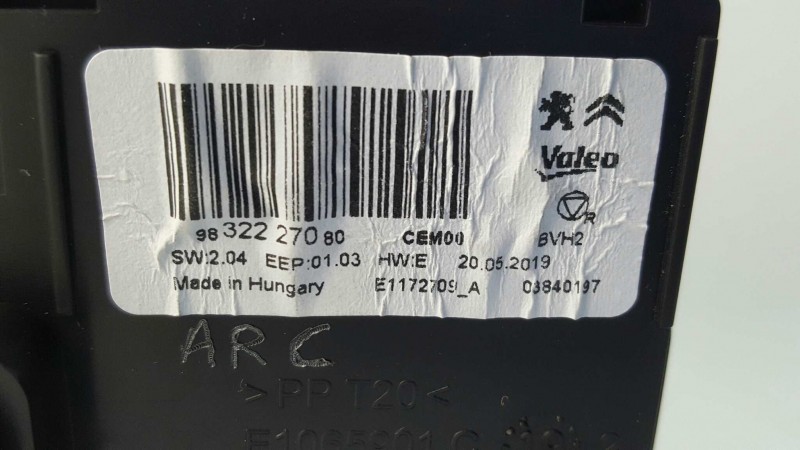 Valeo
R
98 322 270 80 CEM00 BVH2
SW:2.04 EEP:01.03 HW:E 20.05.2019
Made in Hungary E1172709_A 03840197
ARC
>PP T20<